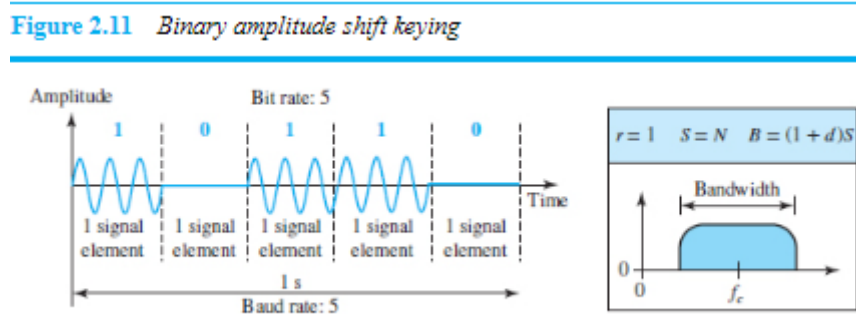 Figure 2.11 Binary amplitude shift keying
Amplitude
Bit rate: 5
1 0 1 1 0
Time
1 signal element
1 signal element
1 signal element
1 signal element
1 signal element
1 s
Baud rate: 5
r = 1 S = N B = (1 + d)S
Bandwidth
0
0
fc